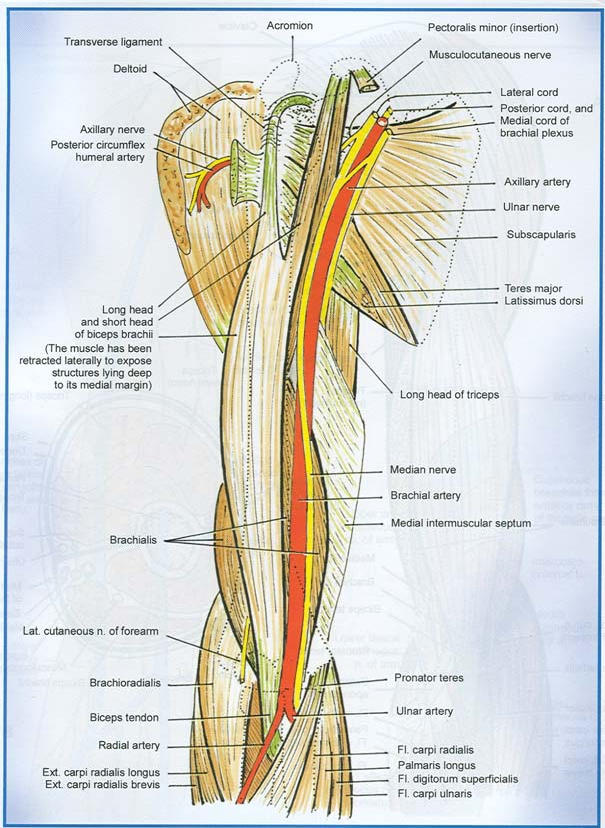 Acromion
Transverse ligament
Deltoid
Axillary nerve
Posterior circumflex
humeral artery
Long head
and short head
of biceps brachii
(The muscle has been
retracted laterally to expose
structures lying deep
to its medial margin)
Brachialis
Lat. cutaneous n. of forearm
Brachioradialis
Biceps tendon
Radial artery
Ext. carpi radialis longus
Ext. carpi radialis brevis
Pectoralis minor (insertion)
Musculocutaneous nerve
Lateral cord
Posterior cord, and
Medial cord of
brachial plexus
Axillary artery
Ulnar nerve
Subscapularis
Teres major
Latissimus dorsi
Long head of triceps
Median nerve
Brachial artery
Medial intermuscular septum
Pronator teres
Ulnar artery
Fl. carpi radialis
Palmaris longus
Fl. digitorum superficialis
Fl. carpi ulnaris